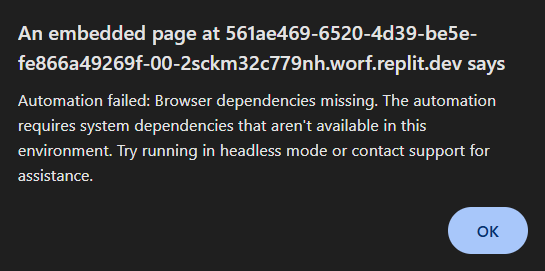 An embedded page at 561ae469-6520-4d39-be5e-
fe866a49269f-00-2sckm32c779nh.worf.replit.dev says
Automation failed: Browser dependencies missing. The automation
requires system dependencies that aren't available in this
environment. Try running in headless mode or contact support for
assistance.
OK